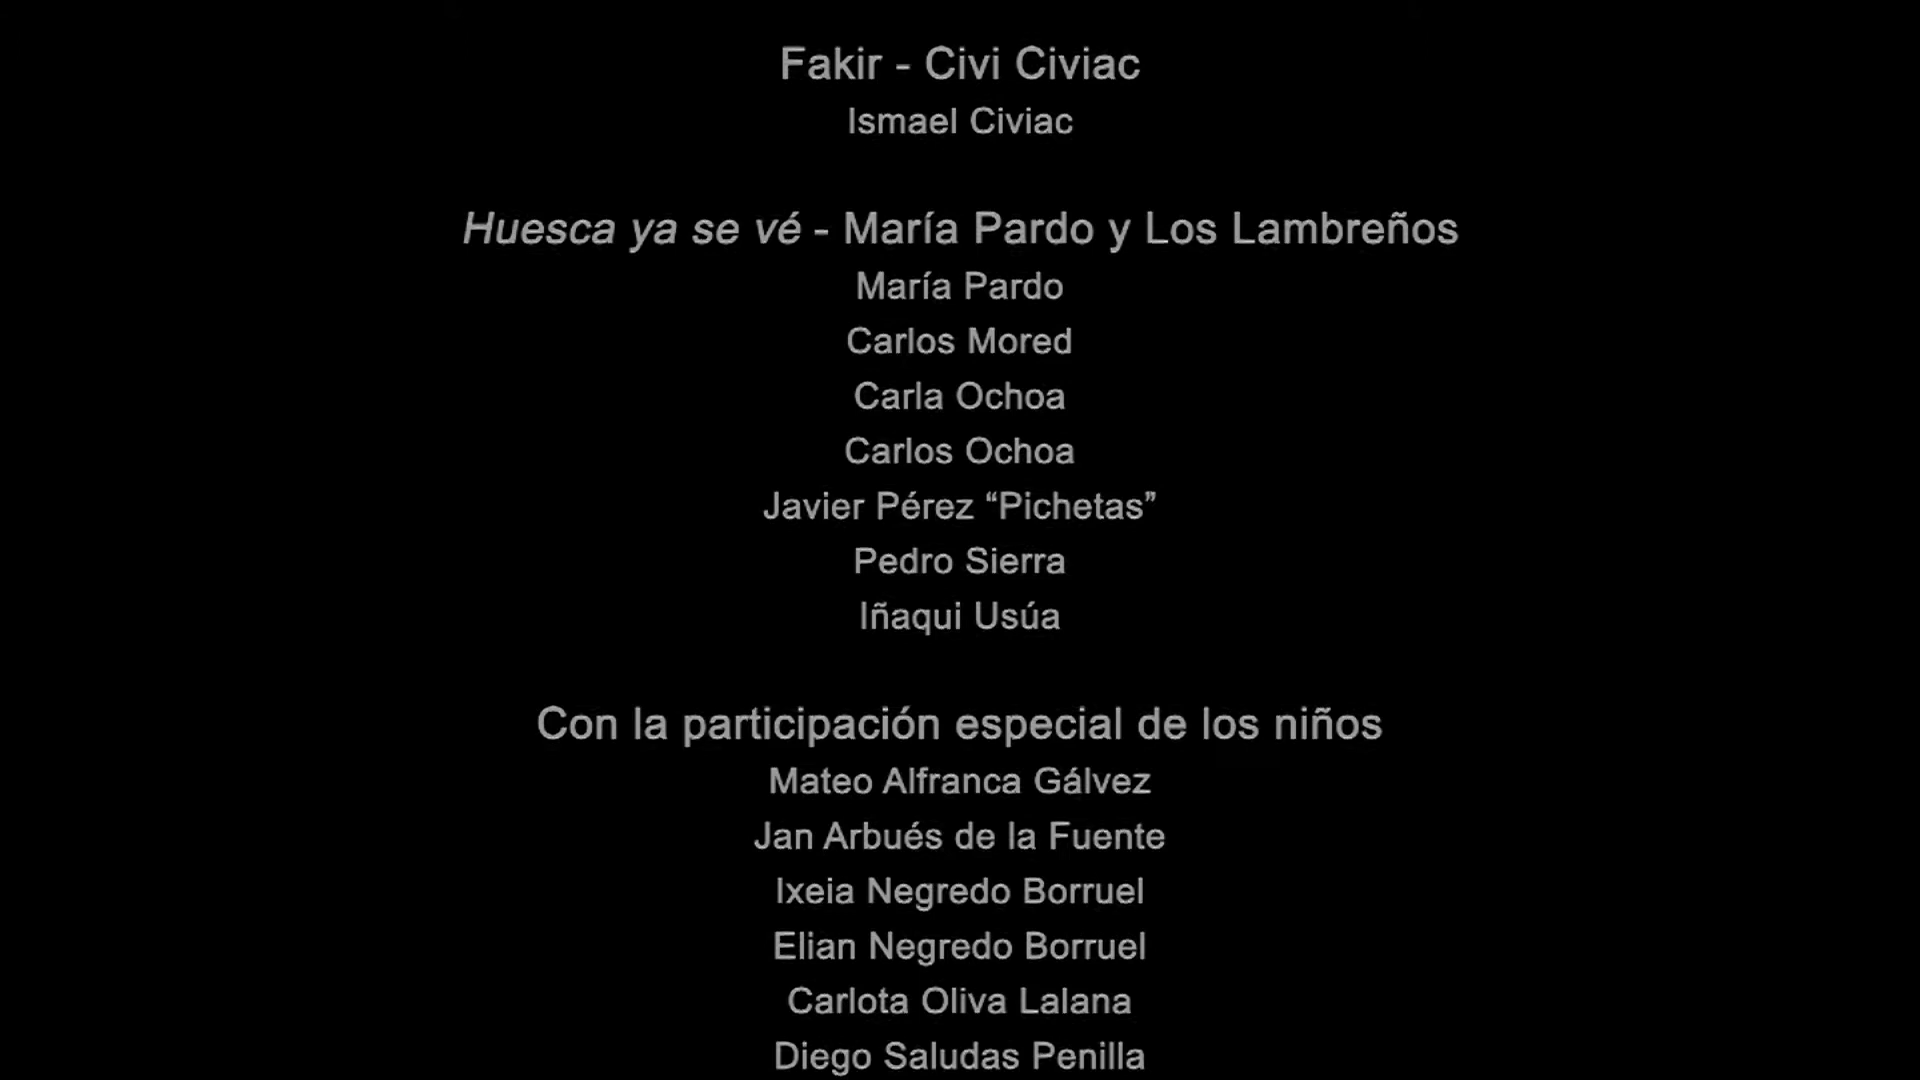 Fakir - Civi Civiac
Ismael Civiac
Huesca ya se vé - María Pardo y Los Lambreños
María Pardo
Carlos Mored
Carla Ochoa
Carlos Ochoa
Javier Pérez “Pichetas”
Pedro Sierra
Iñaqui Usúa
Con la participación especial de los niños
Mateo Alfranca Gálvez
Jan Arbués de la Fuente
Ixeia Negredo Borruel
Elian Negredo Borruel
Carlota Oliva Lalana
Diego Saludas Penilla